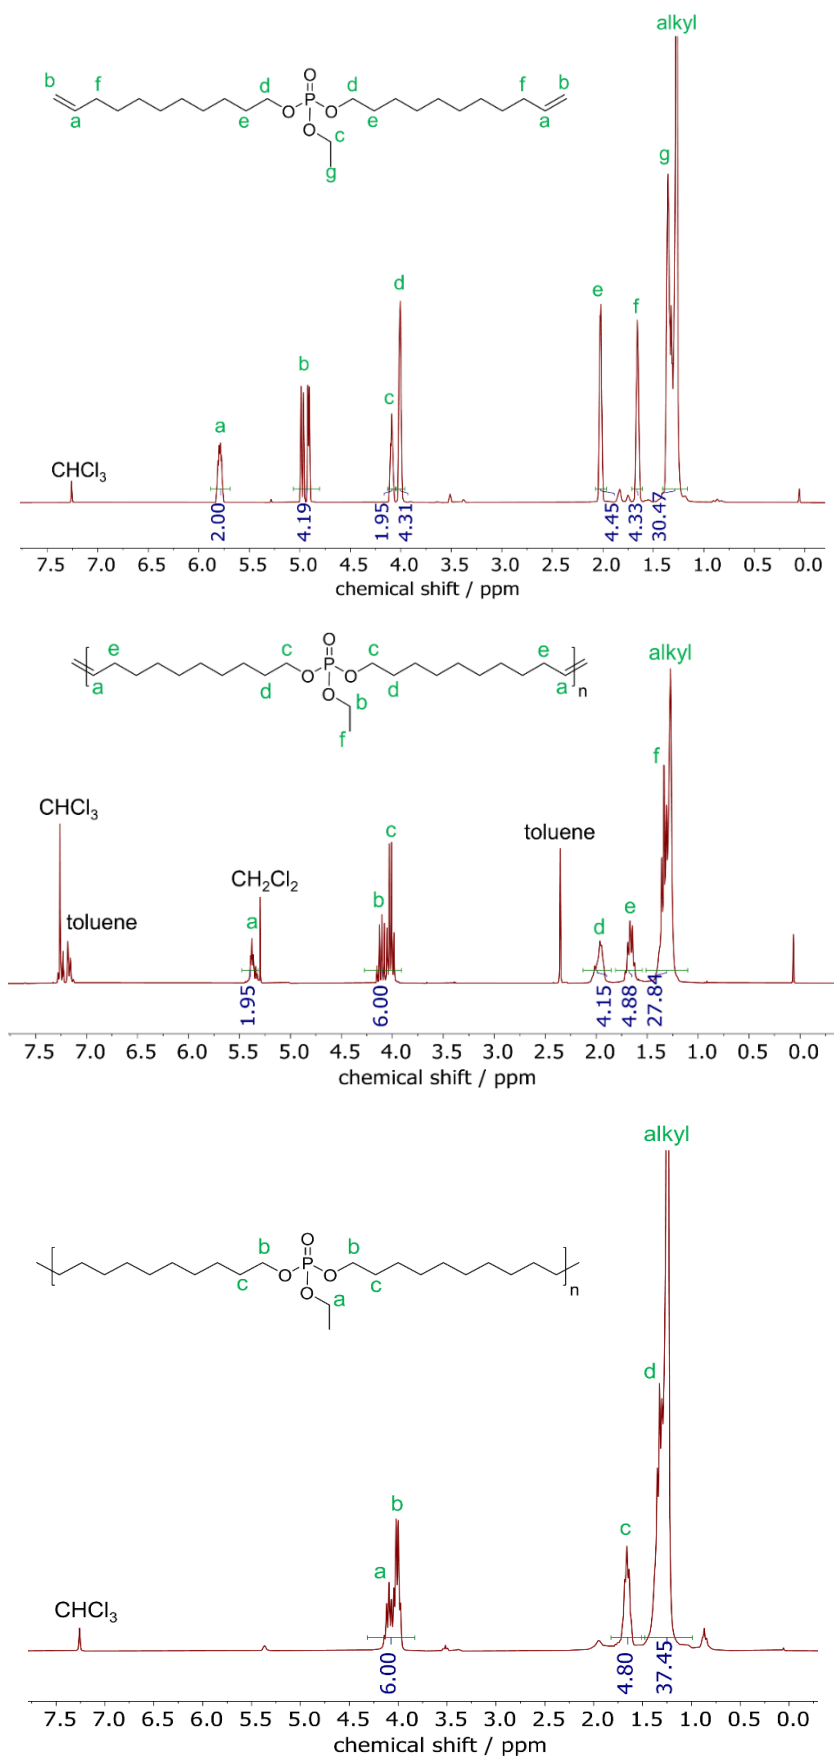 alkyl
b
f
d
O
d
f
b
a
e
O
P
O
e
a
O
c
g
g
d
e
f
b
c
a
CHCl3
2.00
4.19
1.95
4.31
4.45
4.33
30.47
7.5 7.0 6.5 6.0 5.5 5.0 4.5 4.0 3.5 3.0 2.5 2.0 1.5 1.0 0.5 0.0
chemical shift / ppm
e
c
O
c
e
alkyl
a
d
O
P
O
d
a
n
O
b
f
f
CHCl3
toluene
c
toluene
CH2Cl2
a
b
d
e
1.95
6.00
4.15
4.88
27.84
7.5 7.0 6.5 6.0 5.5 5.0 4.5 4.0 3.5 3.0 2.5 2.0 1.5 1.0 0.5 0.0
chemical shift / ppm
alkyl
b
O
b
c
O
P
O
c
n
O
a
d
b
c
a
CHCl3
6.00
4.80
37.45
7.5 7.0 6.5 6.0 5.5 5.0 4.5 4.0 3.5 3.0 2.5 2.0 1.5 1.0 0.5 0.0
chemical shift / ppm